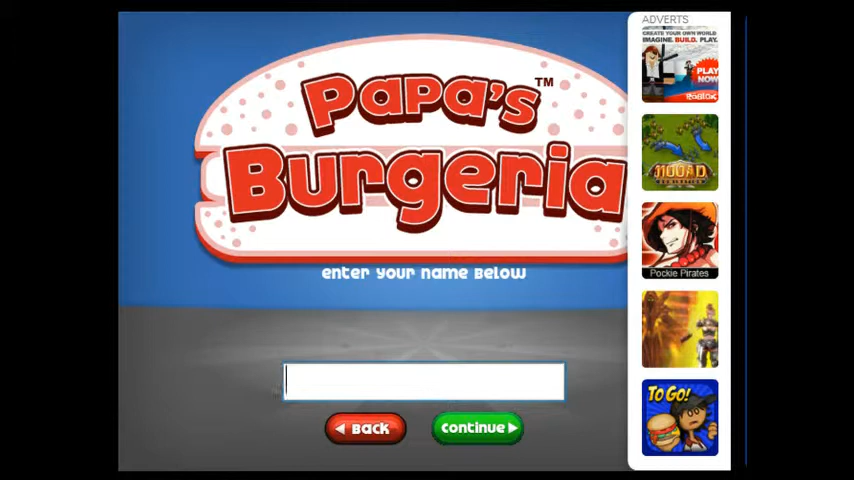 ADVERTS
CREATE YOUR OWN WORLD
IMAGINE. BUILD. PLAY.
PLAY
NOW
ROBLOX
Papa's™
Burgeria
enter your name below
Pockie Pirates
TO GO!
Back
continue